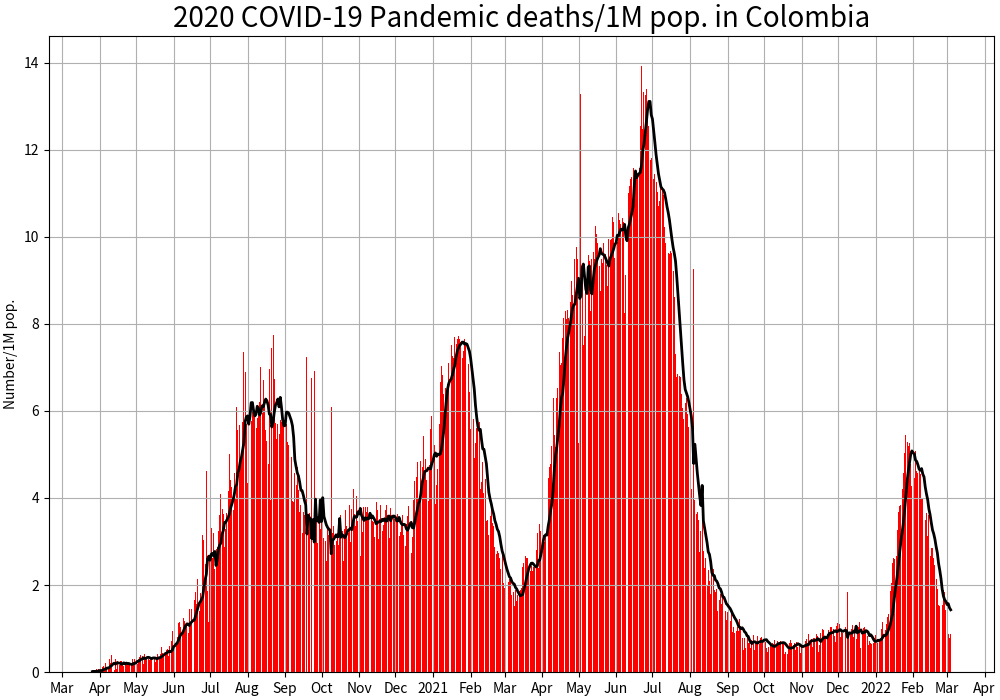 2020 COVID-19 Pandemic deaths/1M pop. in Colombia
Number/1M pop.
14
12
10
8
6
4
2
0
Mar Apr May Jun Jul Aug Sep Oct Nov Dec 2021 Feb Mar Apr May Jun Jul Aug Sep Oct Nov Dec 2022 Feb Mar Apr